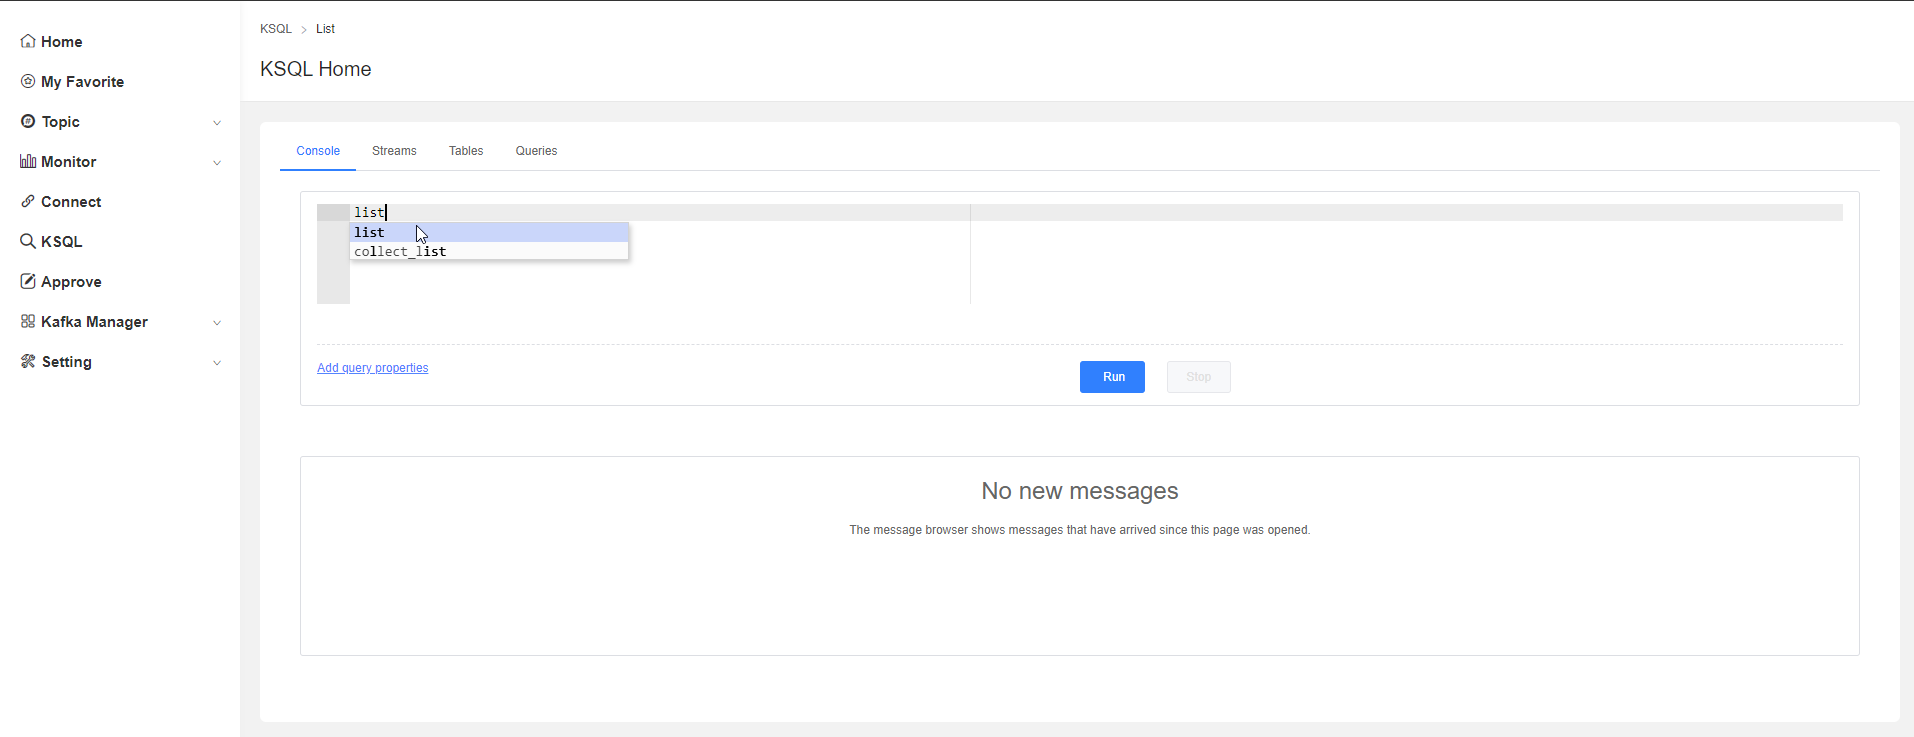 Home
My Favorite
Topic
Monitor
Connect
KSQL
Approve
Kafka Manager
Setting
KSQL > List
KSQL Home
Console Streams Tables Queries
list
list
collect_list
Add query properties
Run Stop
No new messages
The message browser shows messages that have arrived since this page was opened.